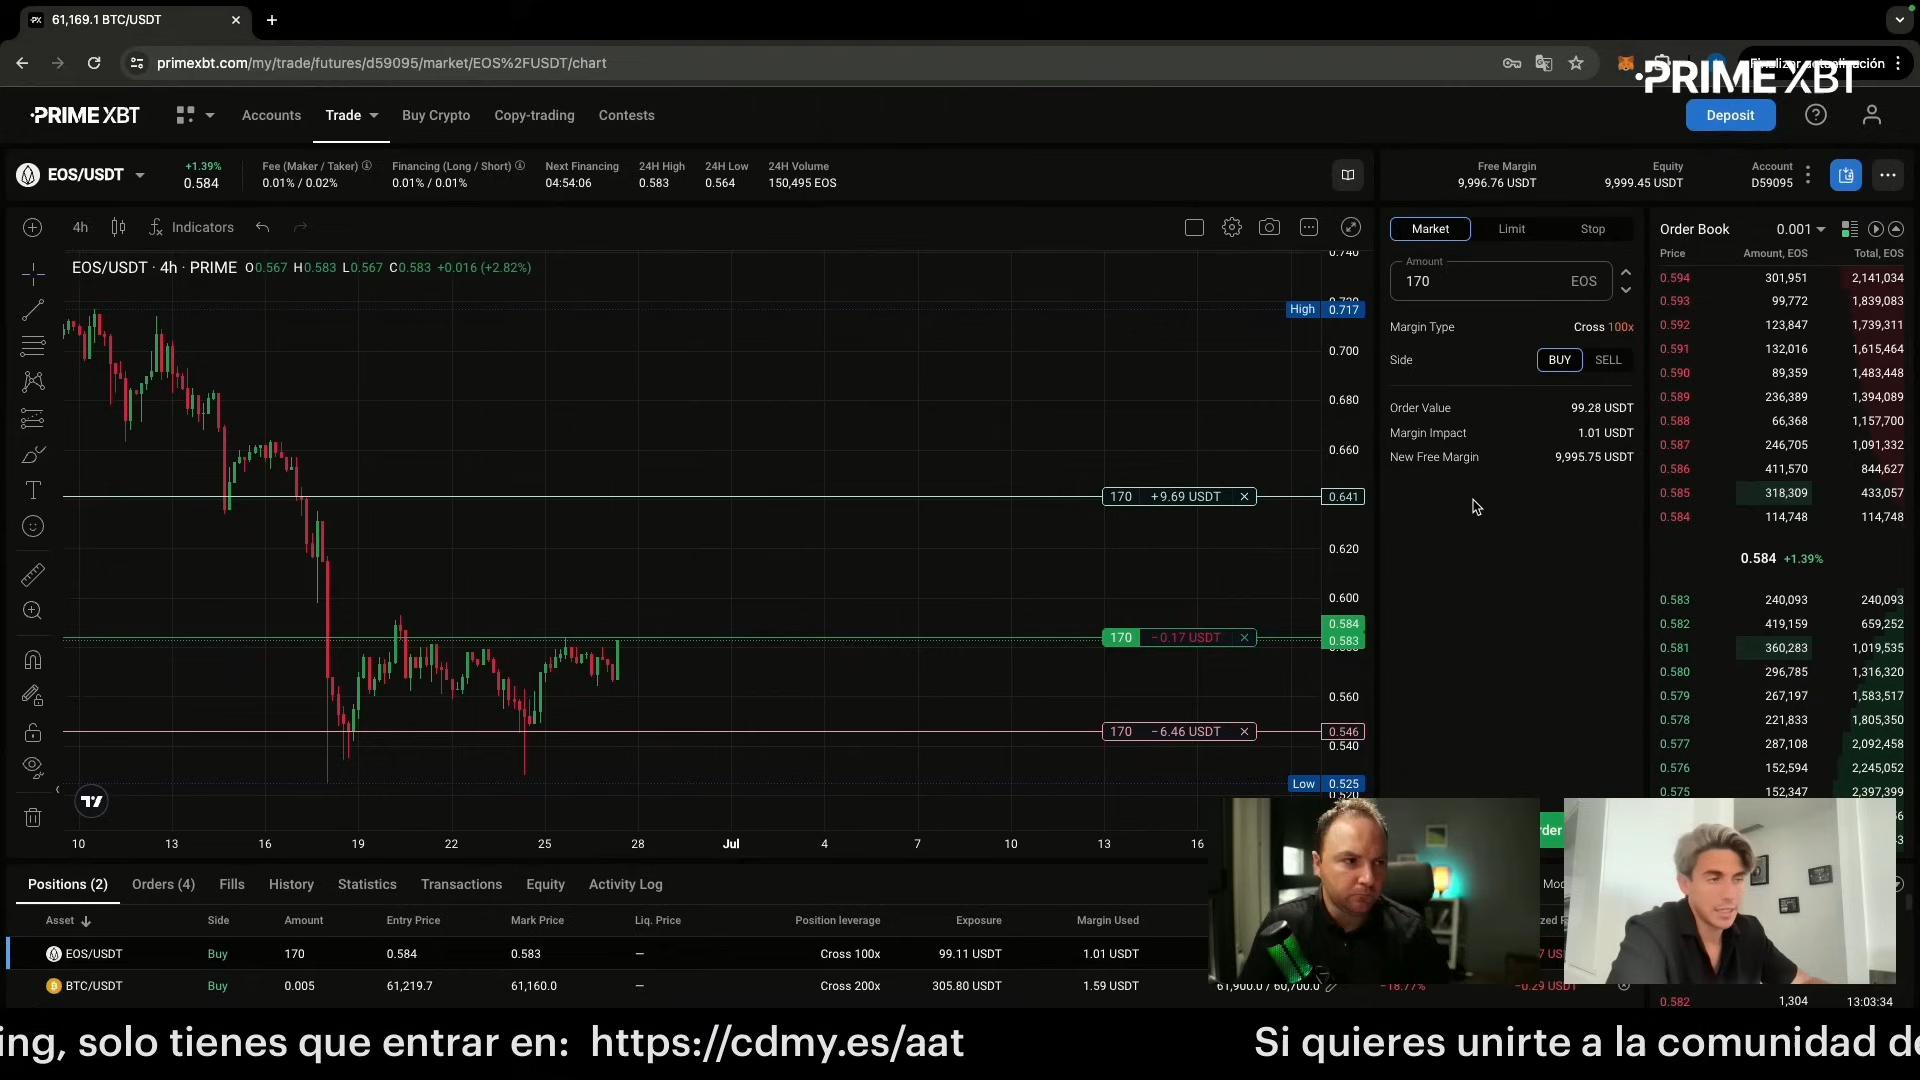 61,169.1 BTC/USDT
primexbt.com/my/trade/futures/d59095/market/EOS%2FUSDT/chart
Finalizar actualización
PRIME XBT
PRIME XBT
Accounts
Trade
Buy Crypto
Copy-trading
Contests
Deposit
EOS/USDT
+1.39%
0.584
Fee (Maker / Taker)
0.01% / 0.02%
Financing (Long / Short)
0.01% / 0.01%
Next Financing
04:54:06
24H High
0.583
24H Low
0.564
24H Volume
150,495 EOS
Free Margin
9,996.76 USDT
Equity
9,999.45 USDT
Account
D59095
4h
Indicators
EOS/USDT · 4h · PRIME O0.567 H0.583 L0.567 C0.583 +0.016 (+2.82%)
0.740
High 0.717
0.700
0.680
0.660
170 +9.69 USDT 0.641
0.620
0.600
0.584
170 −0.17 USDT 0.583
0.560
170 −6.46 USDT 0.546
0.540
Low 0.525
0.520
10 13 16 19 22 25 28 Jul 4 7 10 13 16
Market Limit Stop
Amount
170 EOS
Margin Type Cross 100x
Side BUY SELL
Order Value 99.28 USDT
Margin Impact 1.01 USDT
New Free Margin 9,995.75 USDT
Order Book 0.001
Price Amount, EOS Total, EOS
0.594 301,951 2,141,034
0.593 99,772 1,839,083
0.592 123,847 1,739,311
0.591 132,016 1,615,464
0.590 89,359 1,483,448
0.589 236,389 1,394,089
0.588 66,368 1,157,700
0.587 246,705 1,091,332
0.586 411,570 844,627
0.585 318,309 433,057
0.584 114,748 114,748
0.584 +1.39%
0.583 240,093 240,093
0.582 419,159 659,252
0.581 360,283 1,019,535
0.580 296,785 1,316,320
0.579 267,197 1,583,517
0.578 221,833 1,805,350
0.577 287,108 2,092,458
0.576 152,594 2,245,052
0.575 152,347 2,397,399
rder
Positions (2) Orders (4) Fills History Statistics Transactions Equity Activity Log
Asset Side Amount Entry Price Mark Price Liq. Price Position leverage Exposure Margin Used
EOS/USDT Buy 170 0.584 0.583 — Cross 100x 99.11 USDT 1.01 USDT
BTC/USDT Buy 0.005 61,219.7 61,160.0 — Cross 200x 305.80 USDT 1.59 USDT 61,900.0 / 60,700.0 −18.77% −0.29 USDT
0.582 1,304 13:03:34
ing, solo tienes que entrar en: https://cdmy.es/aat
Si quieres unirte a la comunidad de